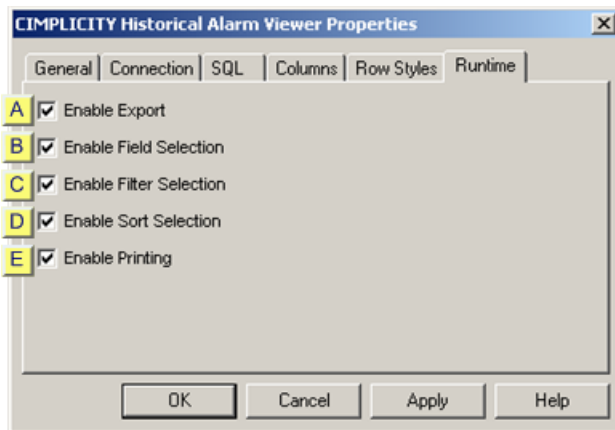 CIMPLICITY Historical Alarm Viewer Properties
General Connection SQL Columns Row Styles Runtime
A Enable Export
B Enable Field Selection
C Enable Filter Selection
D Enable Sort Selection
E Enable Printing
OK Cancel Apply Help